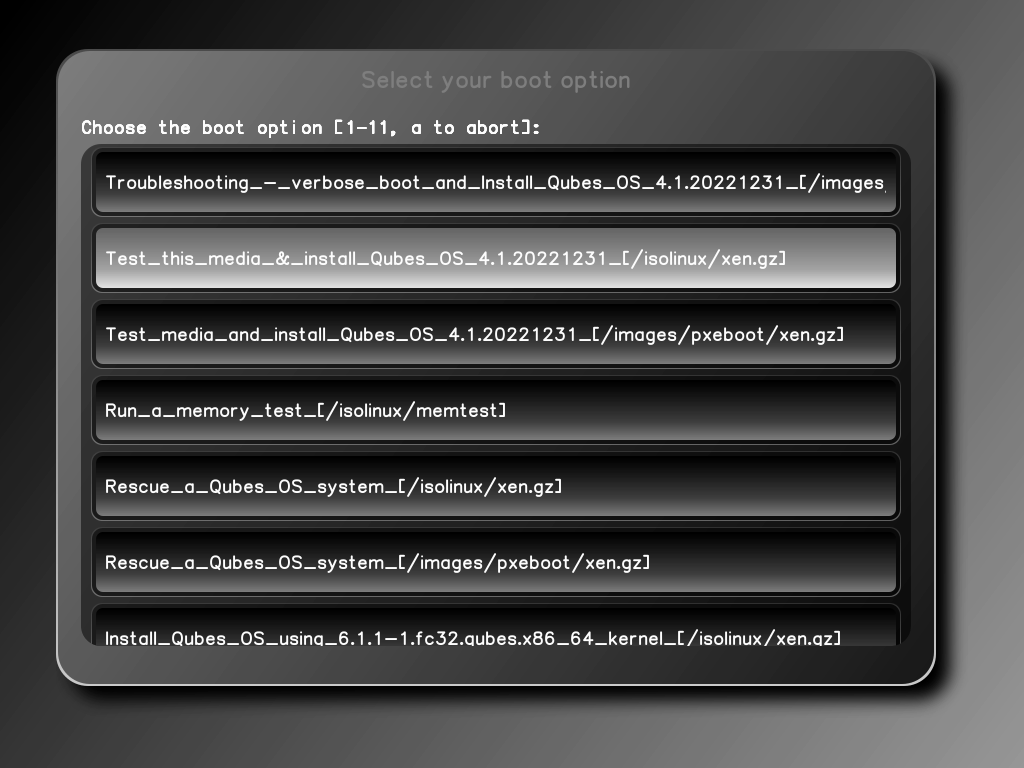 Select your boot option
Choose the boot option [1-11, a to abort]:
Troubleshooting_-_verbose_boot_and_Install_Qubes_OS_4.1.20221231_[/images
Test_this_media_&_install_Qubes_OS_4.1.20221231_[/isolinux/xen.gz]
Test_media_and_install_Qubes_OS_4.1.20221231_[/images/pxeboot/xen.gz]
Run_a_memory_test_[/isolinux/memtest]
Rescue_a_Qubes_OS_system_[/isolinux/xen.gz]
Rescue_a_Qubes_OS_system_[/images/pxeboot/xen.gz]
Install_Qubes_OS_using_6.1.1-1.fc32.qubes.x86_64_kernel_[/isolinux/xen.gz]